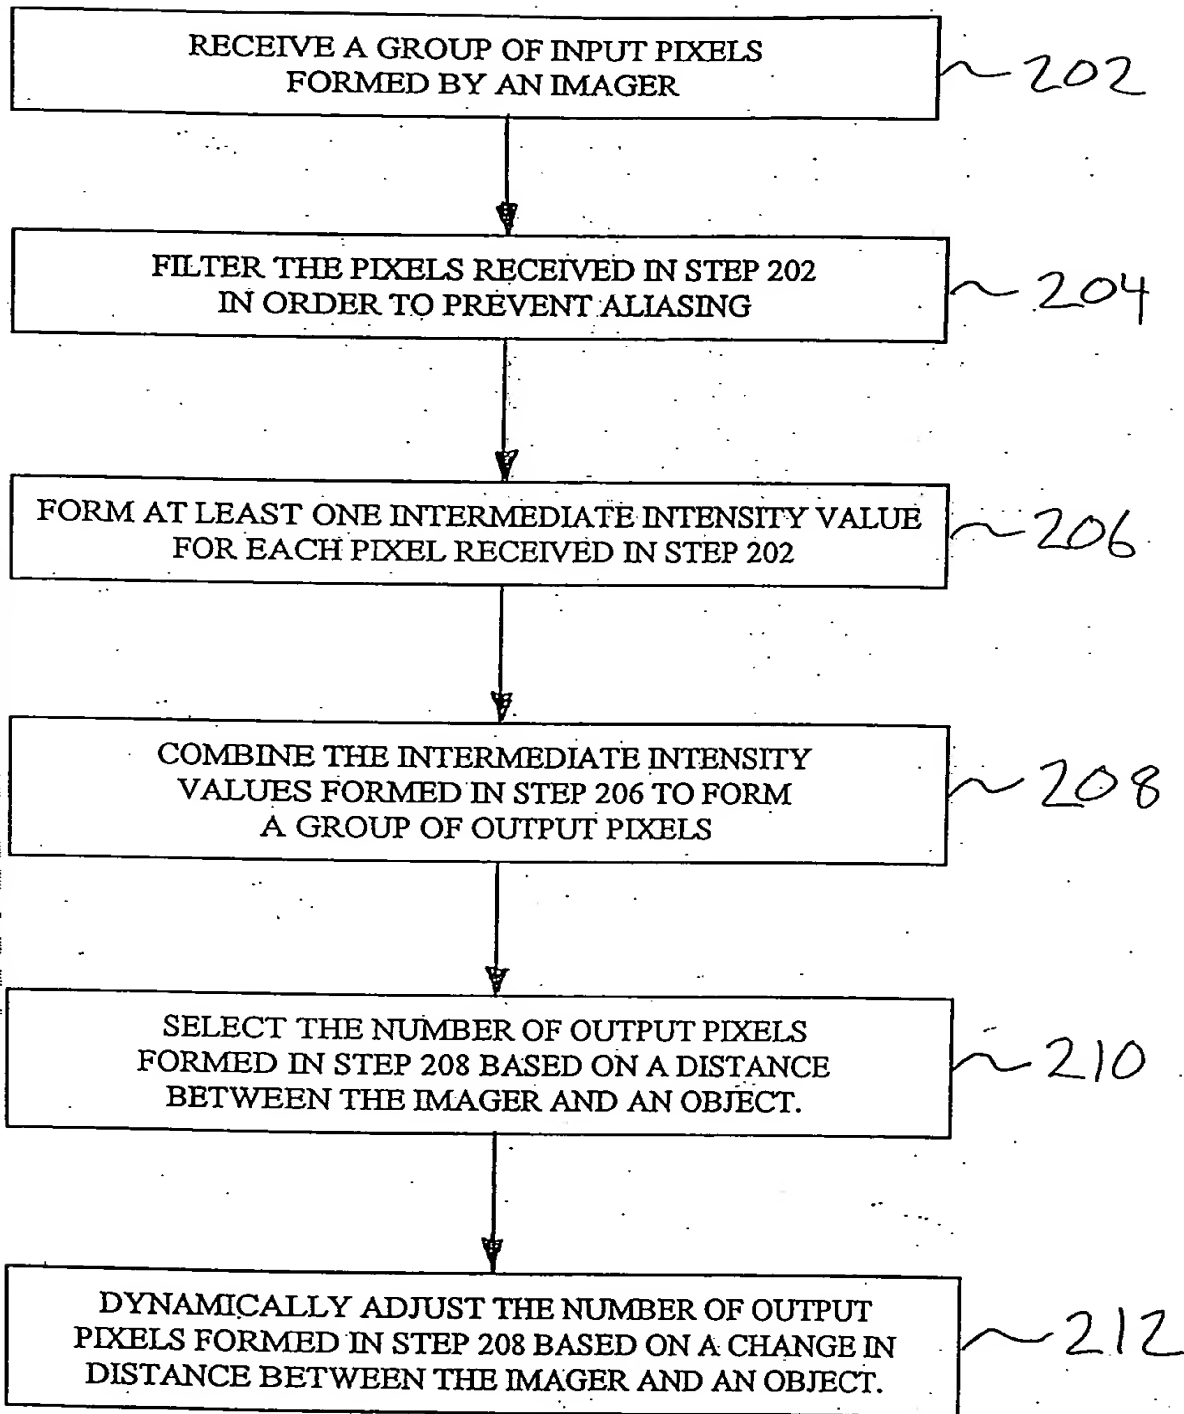 RECEIVE A GROUP OF INPUT PIXELS
FORMED BY AN IMAGER
202
FILTER THE PIXELS RECEIVED IN STEP 202
IN ORDER TO PREVENT ALIASING
204
FORM AT LEAST ONE INTERMEDIATE INTENSITY VALUE
FOR EACH PIXEL RECEIVED IN STEP 202
206
COMBINE THE INTERMEDIATE INTENSITY
VALUES FORMED IN STEP 206 TO FORM
A GROUP OF OUTPUT PIXELS
208
SELECT THE NUMBER OF OUTPUT PIXELS
FORMED IN STEP 208 BASED ON A DISTANCE
BETWEEN THE IMAGER AND AN OBJECT.
210
DYNAMICALLY ADJUST THE NUMBER OF OUTPUT
PIXELS FORMED IN STEP 208 BASED ON A CHANGE IN
DISTANCE BETWEEN THE IMAGER AND AN OBJECT.
212